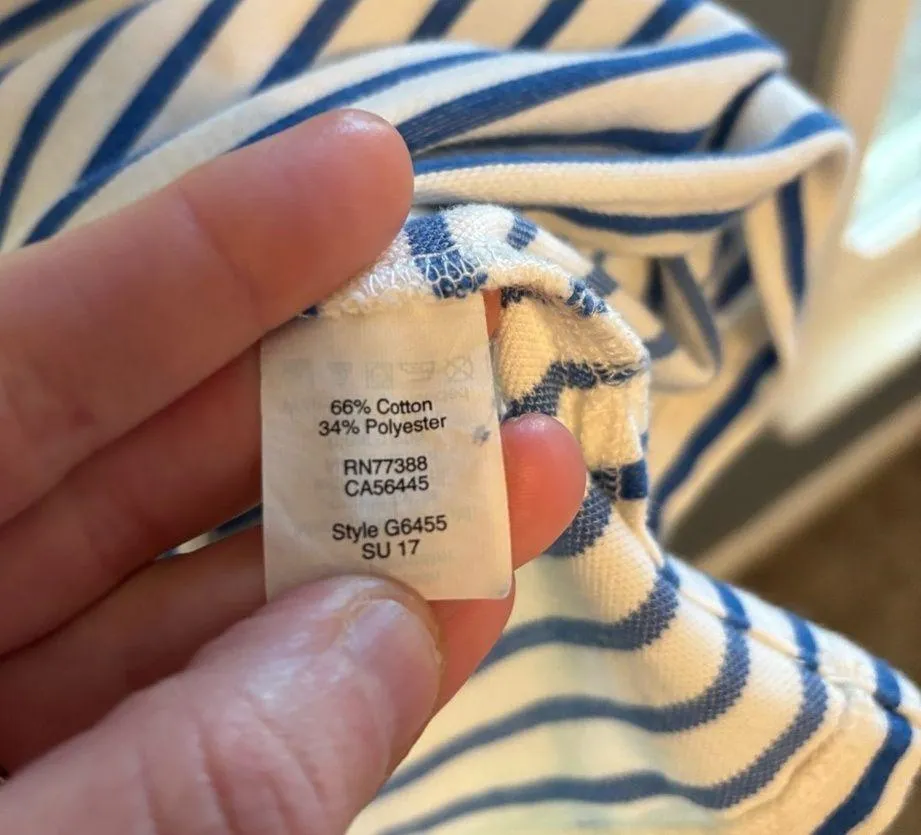 66% Cotton
34% Polyester
RN77388
CA56445
Style G6455
SU 17